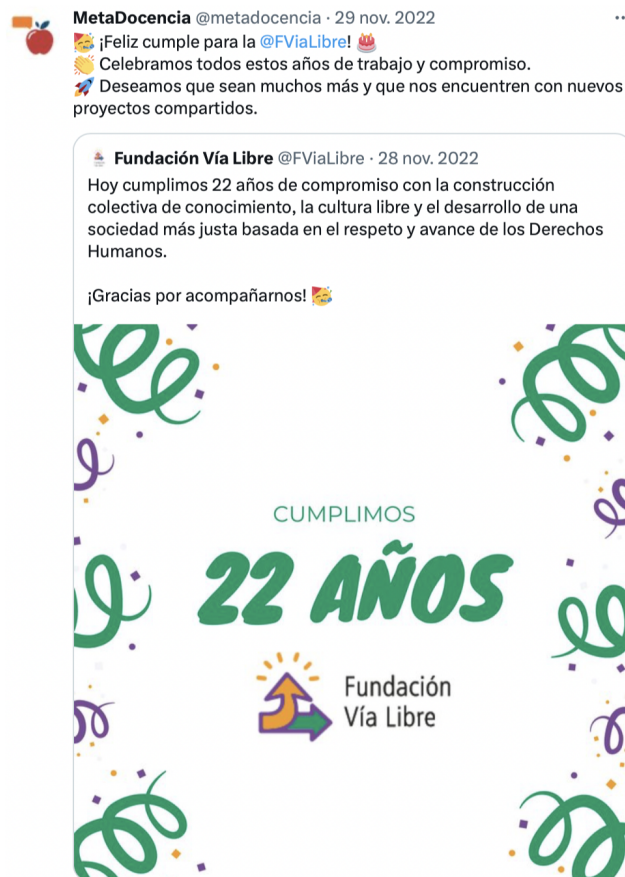 MetaDocencia @metadocencia · 29 nov. 2022
🥳 ¡Feliz cumple para la @FViaLibre! 🎂
👏 Celebramos todos estos años de trabajo y compromiso.
🚀 Deseamos que sean muchos más y que nos encuentren con nuevos
proyectos compartidos.
Fundación Vía Libre @FViaLibre · 28 nov. 2022
Hoy cumplimos 22 años de compromiso con la construcción
colectiva de conocimiento, la cultura libre y el desarrollo de una
sociedad más justa basada en el respeto y avance de los Derechos
Humanos.
¡Gracias por acompañarnos! 🥳
CUMPLIMOS
22 AÑOS
Fundación
Vía Libre